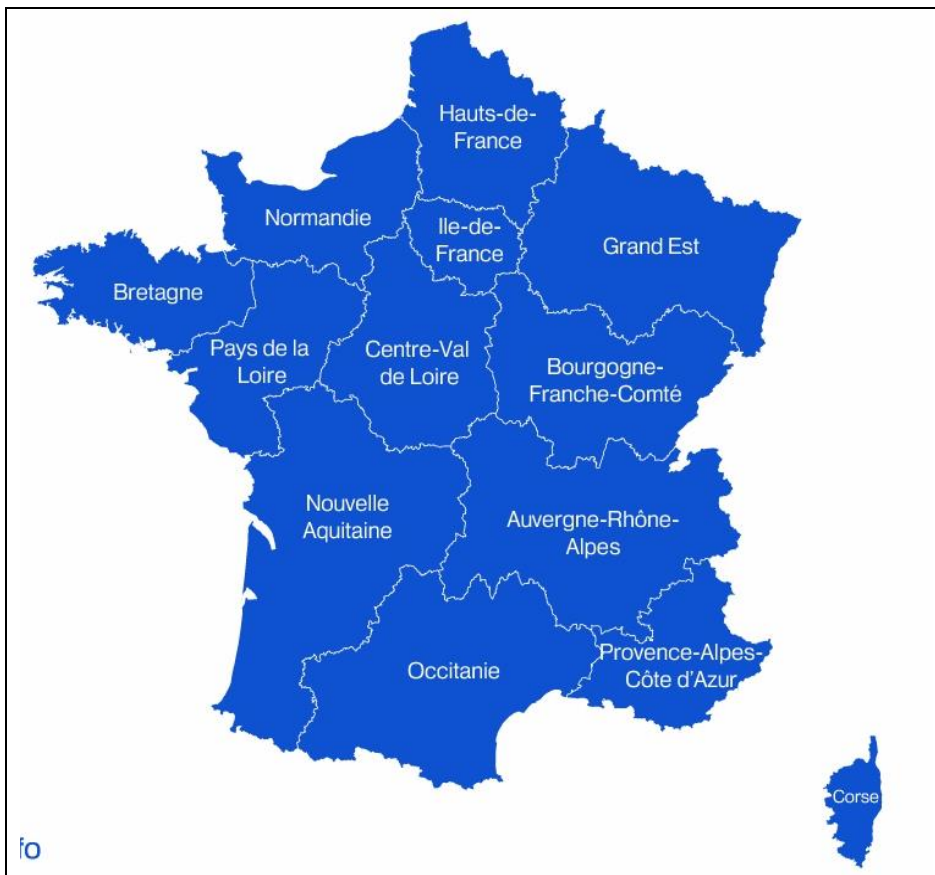 Hauts-de-
France
Normandie
Ile-de-
France
Grand Est
Bretagne
Pays de la
Loire
Centre-Val
de Loire
Bourgogne-
Franche-Comté
Nouvelle
Aquitaine
Auvergne-Rhône-
Alpes
Occitanie
Provence-Alpes-
Côte d'Azur
Corse
fo